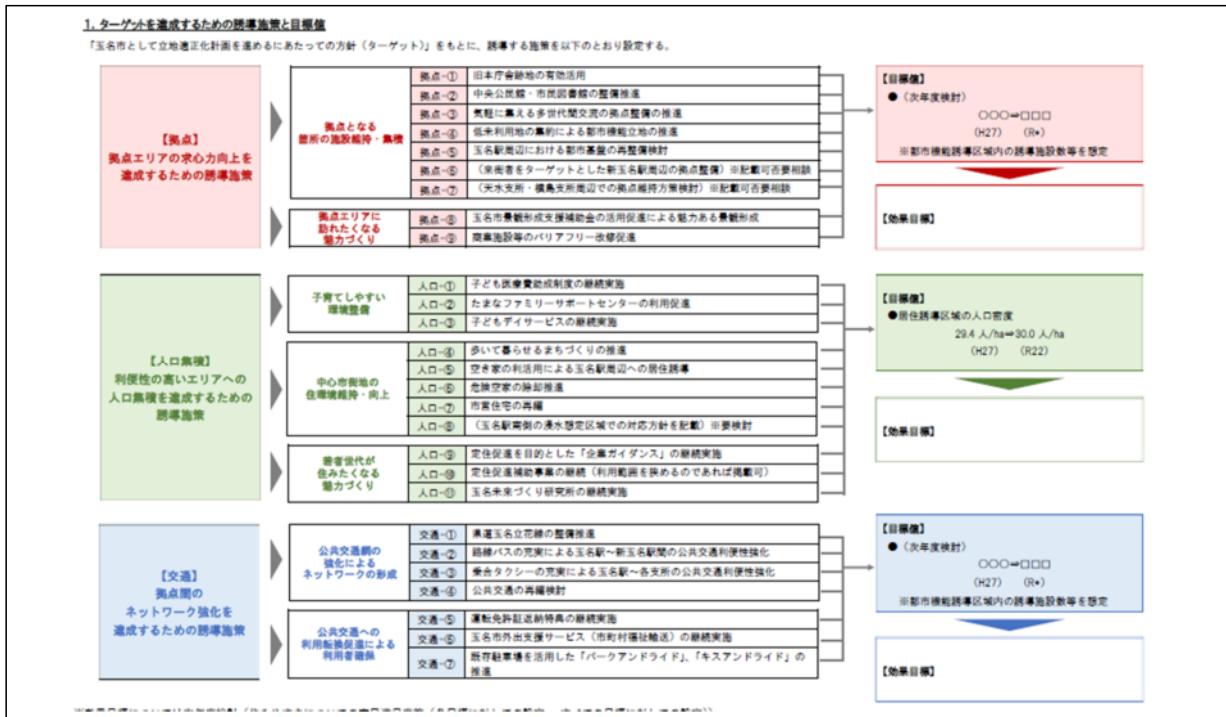 1. ターゲットを達成するための誘導施策と目標値
「玉名市として立地適正化計画を進めるにあたっての方針（ターゲット）」をもとに、誘導する施策を以下のとおり設定する。
【拠点】
拠点エリアの求心力向上を
達成するための誘導施策
拠点となる
箇所の施設維持・集積
拠点-① 旧本庁舎跡地の有効活用
拠点-② 中央公民館・市民図書館の整備推進
拠点-③ 気軽に集える多世代間交流の拠点整備の推進
拠点-④ 低未利用地の集約による都市機能立地の推進
拠点-⑤ 玉名駅周辺における都市基盤の再整備検討
拠点-⑥ （来街者をターゲットとした新玉名駅周辺の拠点整備）※記載可否要相談
拠点-⑦ （天水支所・横島支所周辺での拠点維持方策検討）※記載可否要相談
拠点エリアに
訪れたくなる
魅力づくり
拠点-⑧ 玉名市景観形成支援補助金の活用促進による魅力ある景観形成
拠点-⑨ 商業施設等のバリアフリー改修促進
【目標値】
●（次年度検討）
○○○⇒□□□
(H27) (R*)
※都市機能誘導区域内の誘導施設数等を想定
【効果目標】
【人口集積】
利便性の高いエリアへの
人口集積を達成するための
誘導施策
子育てしやすい
環境整備
人口-① 子ども医療費助成制度の継続実施
人口-② たまなファミリーサポートセンターの利用促進
人口-③ 子どもデイサービスの継続実施
中心市街地の
住環境維持・向上
人口-④ 歩いて暮らせるまちづくりの推進
人口-⑤ 空き家の利活用による玉名駅周辺への居住誘導
人口-⑥ 危険空家の除却推進
人口-⑦ 市営住宅の再編
人口-⑧ （玉名駅南側の浸水想定区域での対応方針を記載）※要検討
若者世代が
住みたくなる
魅力づくり
人口-⑨ 定住促進を目的とした「企業ガイダンス」の継続実施
人口-⑩ 定住促進補助事業の継続（利用範囲を狭めるのであれば掲載可）
人口-⑪ 玉名未来づくり研究所の継続実施
【目標値】
●居住誘導区域の人口密度
29.4 人/ha⇒30.0 人/ha
(H27) (R22)
【効果目標】
【交通】
拠点間の
ネットワーク強化を
達成するための誘導施策
公共交通網の
強化による
ネットワークの形成
交通-① 県道玉名立花線の整備推進
交通-② 路線バスの充実による玉名駅～新玉名駅間の公共交通利便性強化
交通-③ 乗合タクシーの充実による玉名駅～各支所の公共交通利便性強化
交通-④ 公共交通の再編検討
公共交通への
利用転換促進による
利用者確保
交通-⑤ 運転免許証返納特典の継続実施
交通-⑥ 玉名市外出支援サービス（市町村福祉輸送）の継続実施
交通-⑦ 既存駐車場を活用した「パークアンドライド」、「キスアンドライド」の
推進
【目標値】
●（次年度検討）
○○○⇒□□□
(H27) (R*)
※都市機能誘導区域内の誘導施設数等を想定
【効果目標】